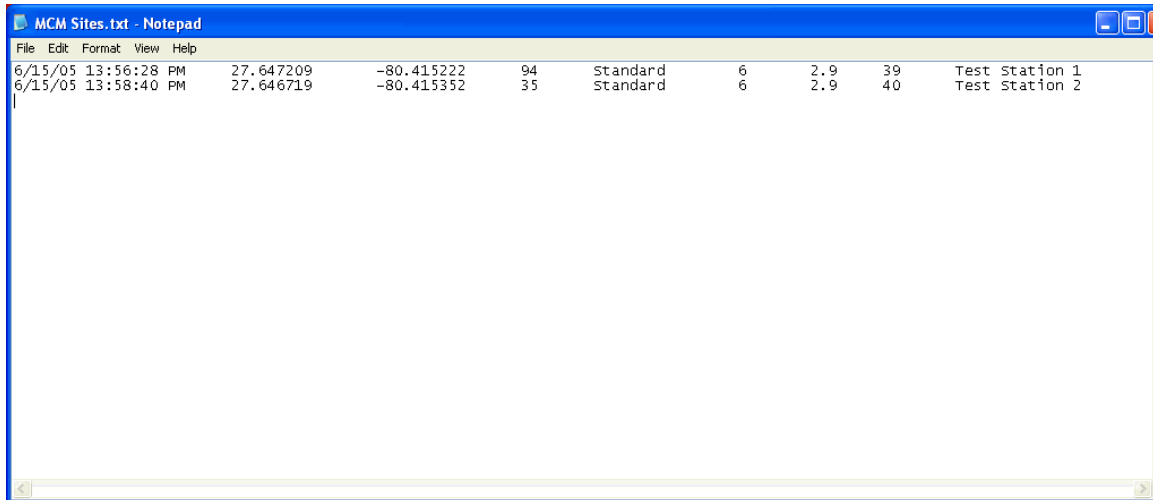 MCM Sites.txt - Notepad
File Edit Format View Help
6/15/05 13:56:28 PM 27.647209 -80.415222 94 Standard 6 2.9 39 Test Station 1
6/15/05 13:58:40 PM 27.646719 -80.415352 35 Standard 6 2.9 40 Test Station 2